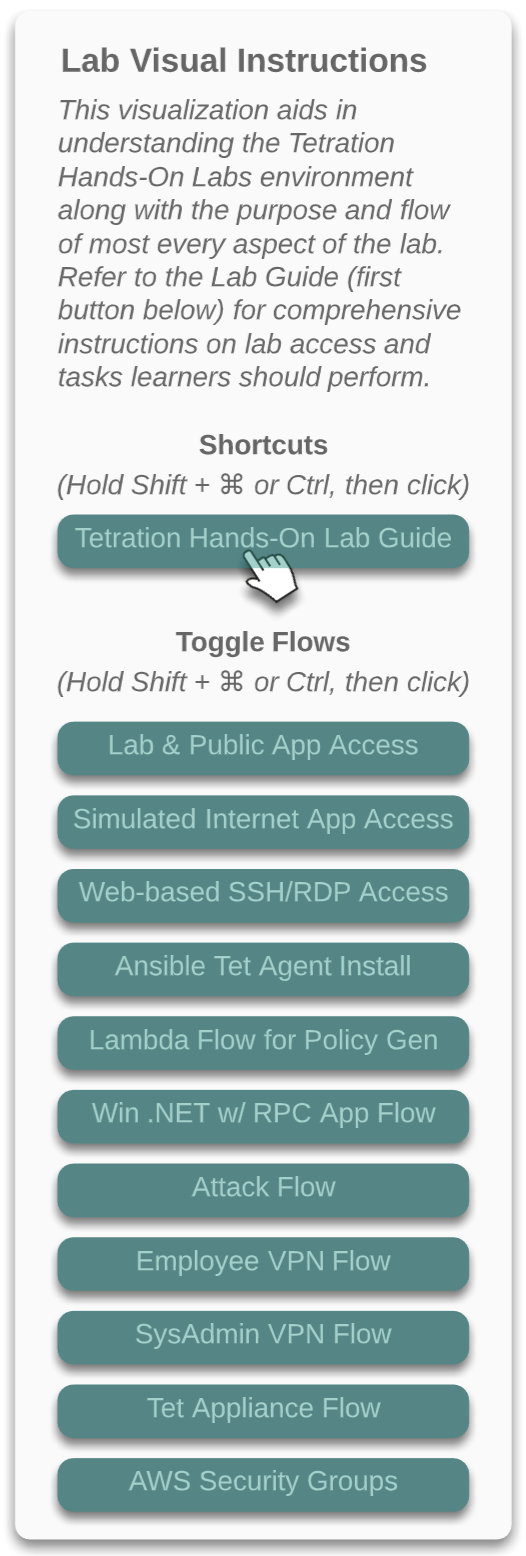 Lab Visual Instructions
This visualization aids in
understanding the Tetration
Hands-On Labs environment
along with the purpose and flow
of most every aspect of the lab.
Refer to the Lab Guide (first
button below) for comprehensive
instructions on lab access and
tasks learners should perform.
Shortcuts
(Hold Shift + ⌘ or Ctrl, then click)
Tetration Hands-On Lab Guide
Toggle Flows
(Hold Shift + ⌘ or Ctrl, then click)
Lab & Public App Access
Simulated Internet App Access
Web-based SSH/RDP Access
Ansible Tet Agent Install
Lambda Flow for Policy Gen
Win .NET w/ RPC App Flow
Attack Flow
Employee VPN Flow
SysAdmin VPN Flow
Tet Appliance Flow
AWS Security Groups